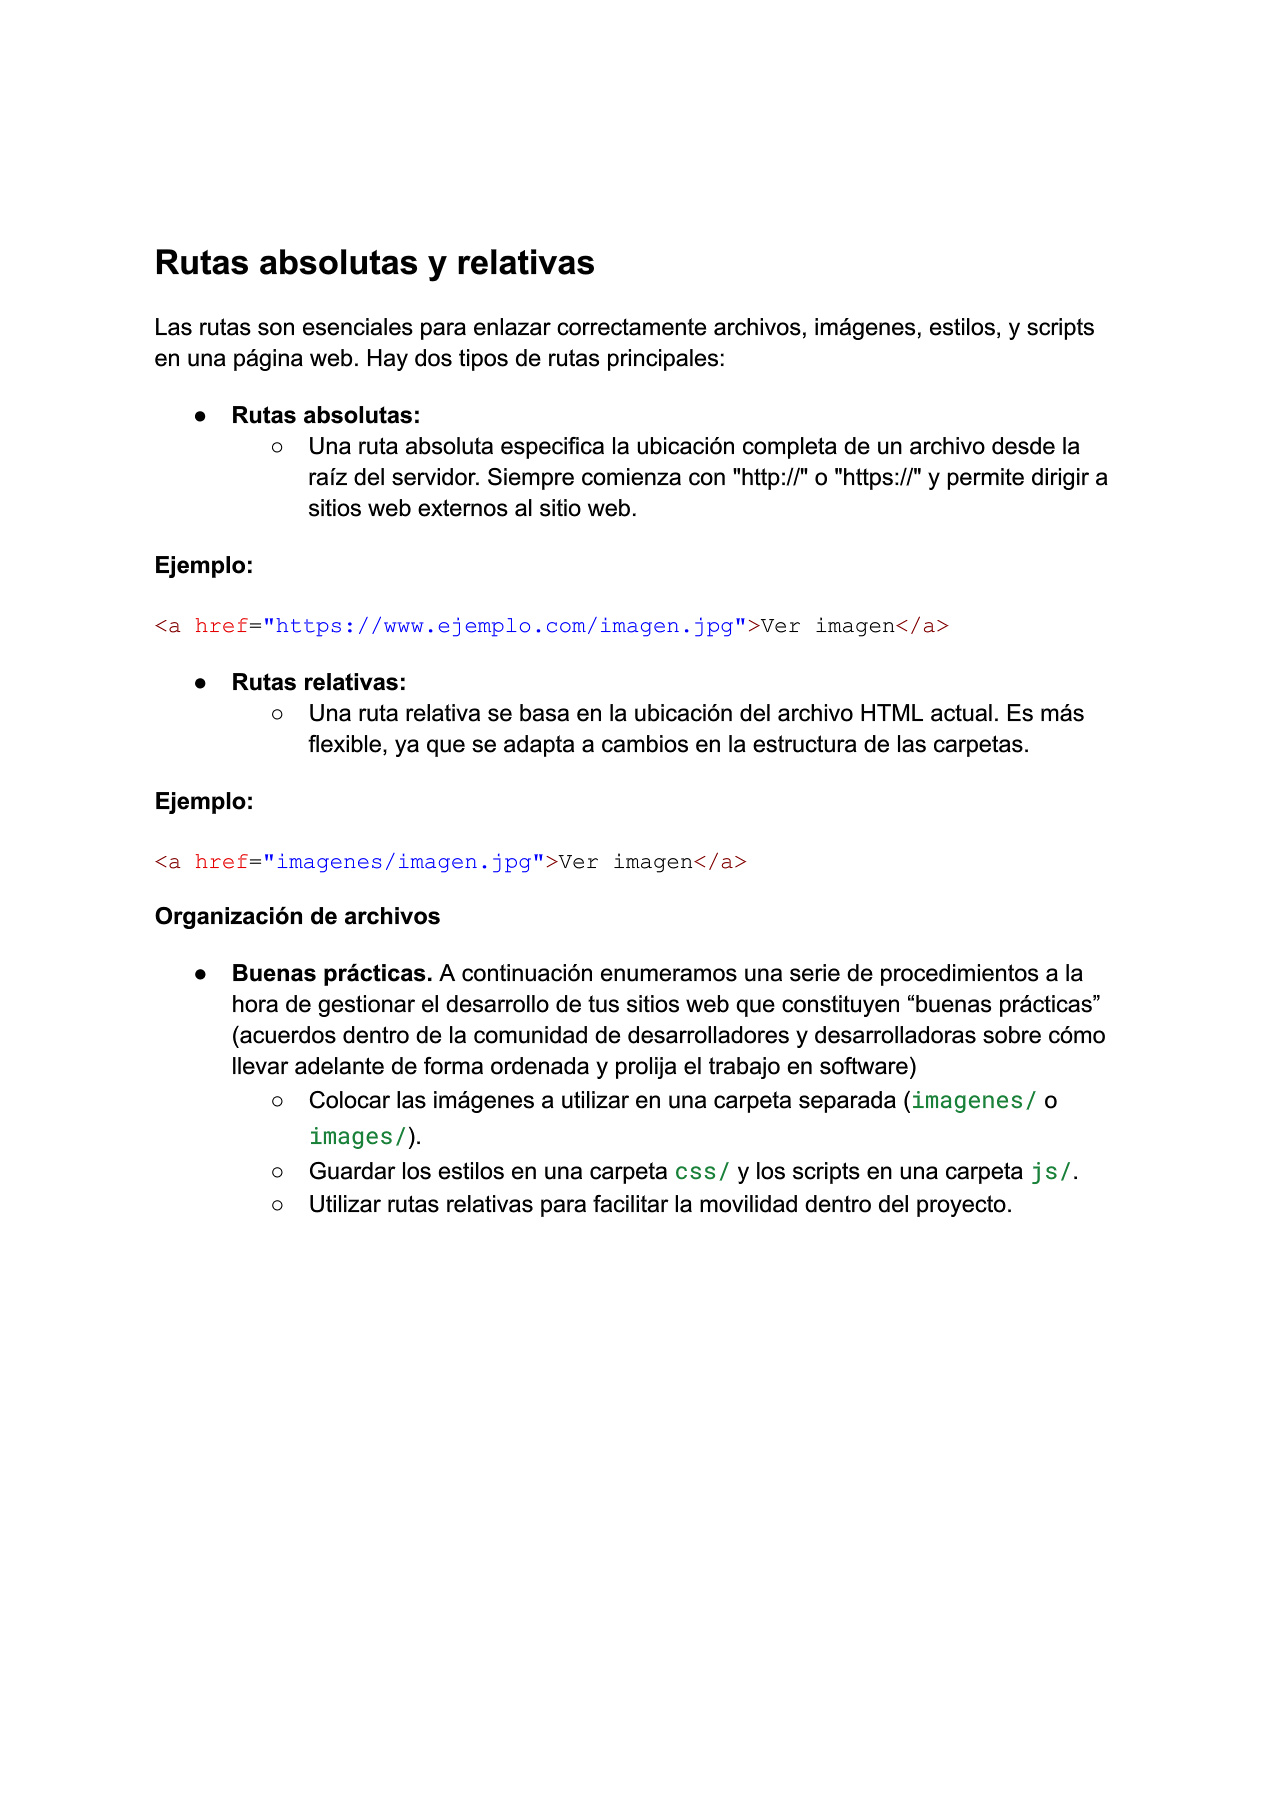 Rutas absolutas y relativas
Las rutas son esenciales para enlazar correctamente archivos, imágenes, estilos, y scripts
en una página web. Hay dos tipos de rutas principales:
● Rutas absolutas:
○ Una ruta absoluta especifica la ubicación completa de un archivo desde la
raíz del servidor. Siempre comienza con "http://" o "https://" y permite dirigir a
sitios web externos al sitio web.
Ejemplo:
<a href="https://www.ejemplo.com/imagen.jpg">Ver imagen</a>
● Rutas relativas:
○ Una ruta relativa se basa en la ubicación del archivo HTML actual. Es más
flexible, ya que se adapta a cambios en la estructura de las carpetas.
Ejemplo:
<a href="imagenes/imagen.jpg">Ver imagen</a>
Organización de archivos
● Buenas prácticas. A continuación enumeramos una serie de procedimientos a la
hora de gestionar el desarrollo de tus sitios web que constituyen “buenas prácticas”
(acuerdos dentro de la comunidad de desarrolladores y desarrolladoras sobre cómo
llevar adelante de forma ordenada y prolija el trabajo en software)
○ Colocar las imágenes a utilizar en una carpeta separada (imagenes/ o
images/).
○ Guardar los estilos en una carpeta css/ y los scripts en una carpeta js/.
○ Utilizar rutas relativas para facilitar la movilidad dentro del proyecto.